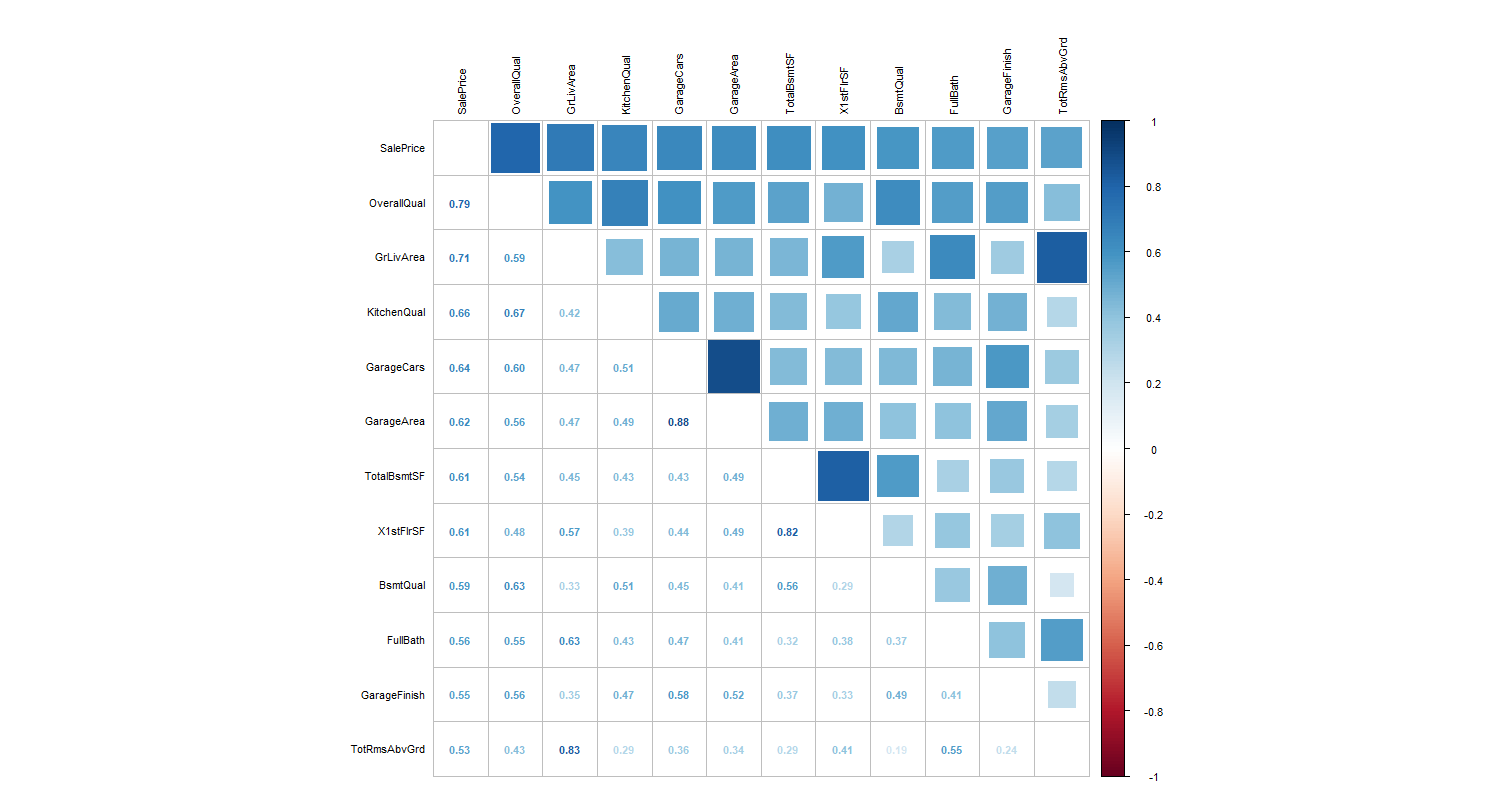 SalePrice OverallQual GrLivArea KitchenQual GarageCars GarageArea TotalBsmtSF X1stFlrSF BsmtQual FullBath GarageFinish TotRmsAbvGrd
1
SalePrice
OverallQual 0.79
0.8
GrLivArea 0.71 0.59
0.6
KitchenQual 0.66 0.67 0.42
0.4
GarageCars 0.64 0.60 0.47 0.51
0.2
GarageArea 0.62 0.56 0.47 0.49 0.88
0
TotalBsmtSF 0.61 0.54 0.45 0.43 0.43 0.49
-0.2
X1stFlrSF 0.61 0.48 0.57 0.39 0.44 0.49 0.82
-0.4
BsmtQual 0.59 0.63 0.33 0.51 0.45 0.41 0.56 0.29
FullBath 0.56 0.55 0.63 0.43 0.47 0.41 0.32 0.38 0.37
-0.6
GarageFinish 0.55 0.56 0.35 0.47 0.58 0.52 0.37 0.33 0.49 0.41
-0.8
TotRmsAbvGrd 0.53 0.43 0.83 0.29 0.36 0.34 0.29 0.41 0.19 0.55 0.24
-1